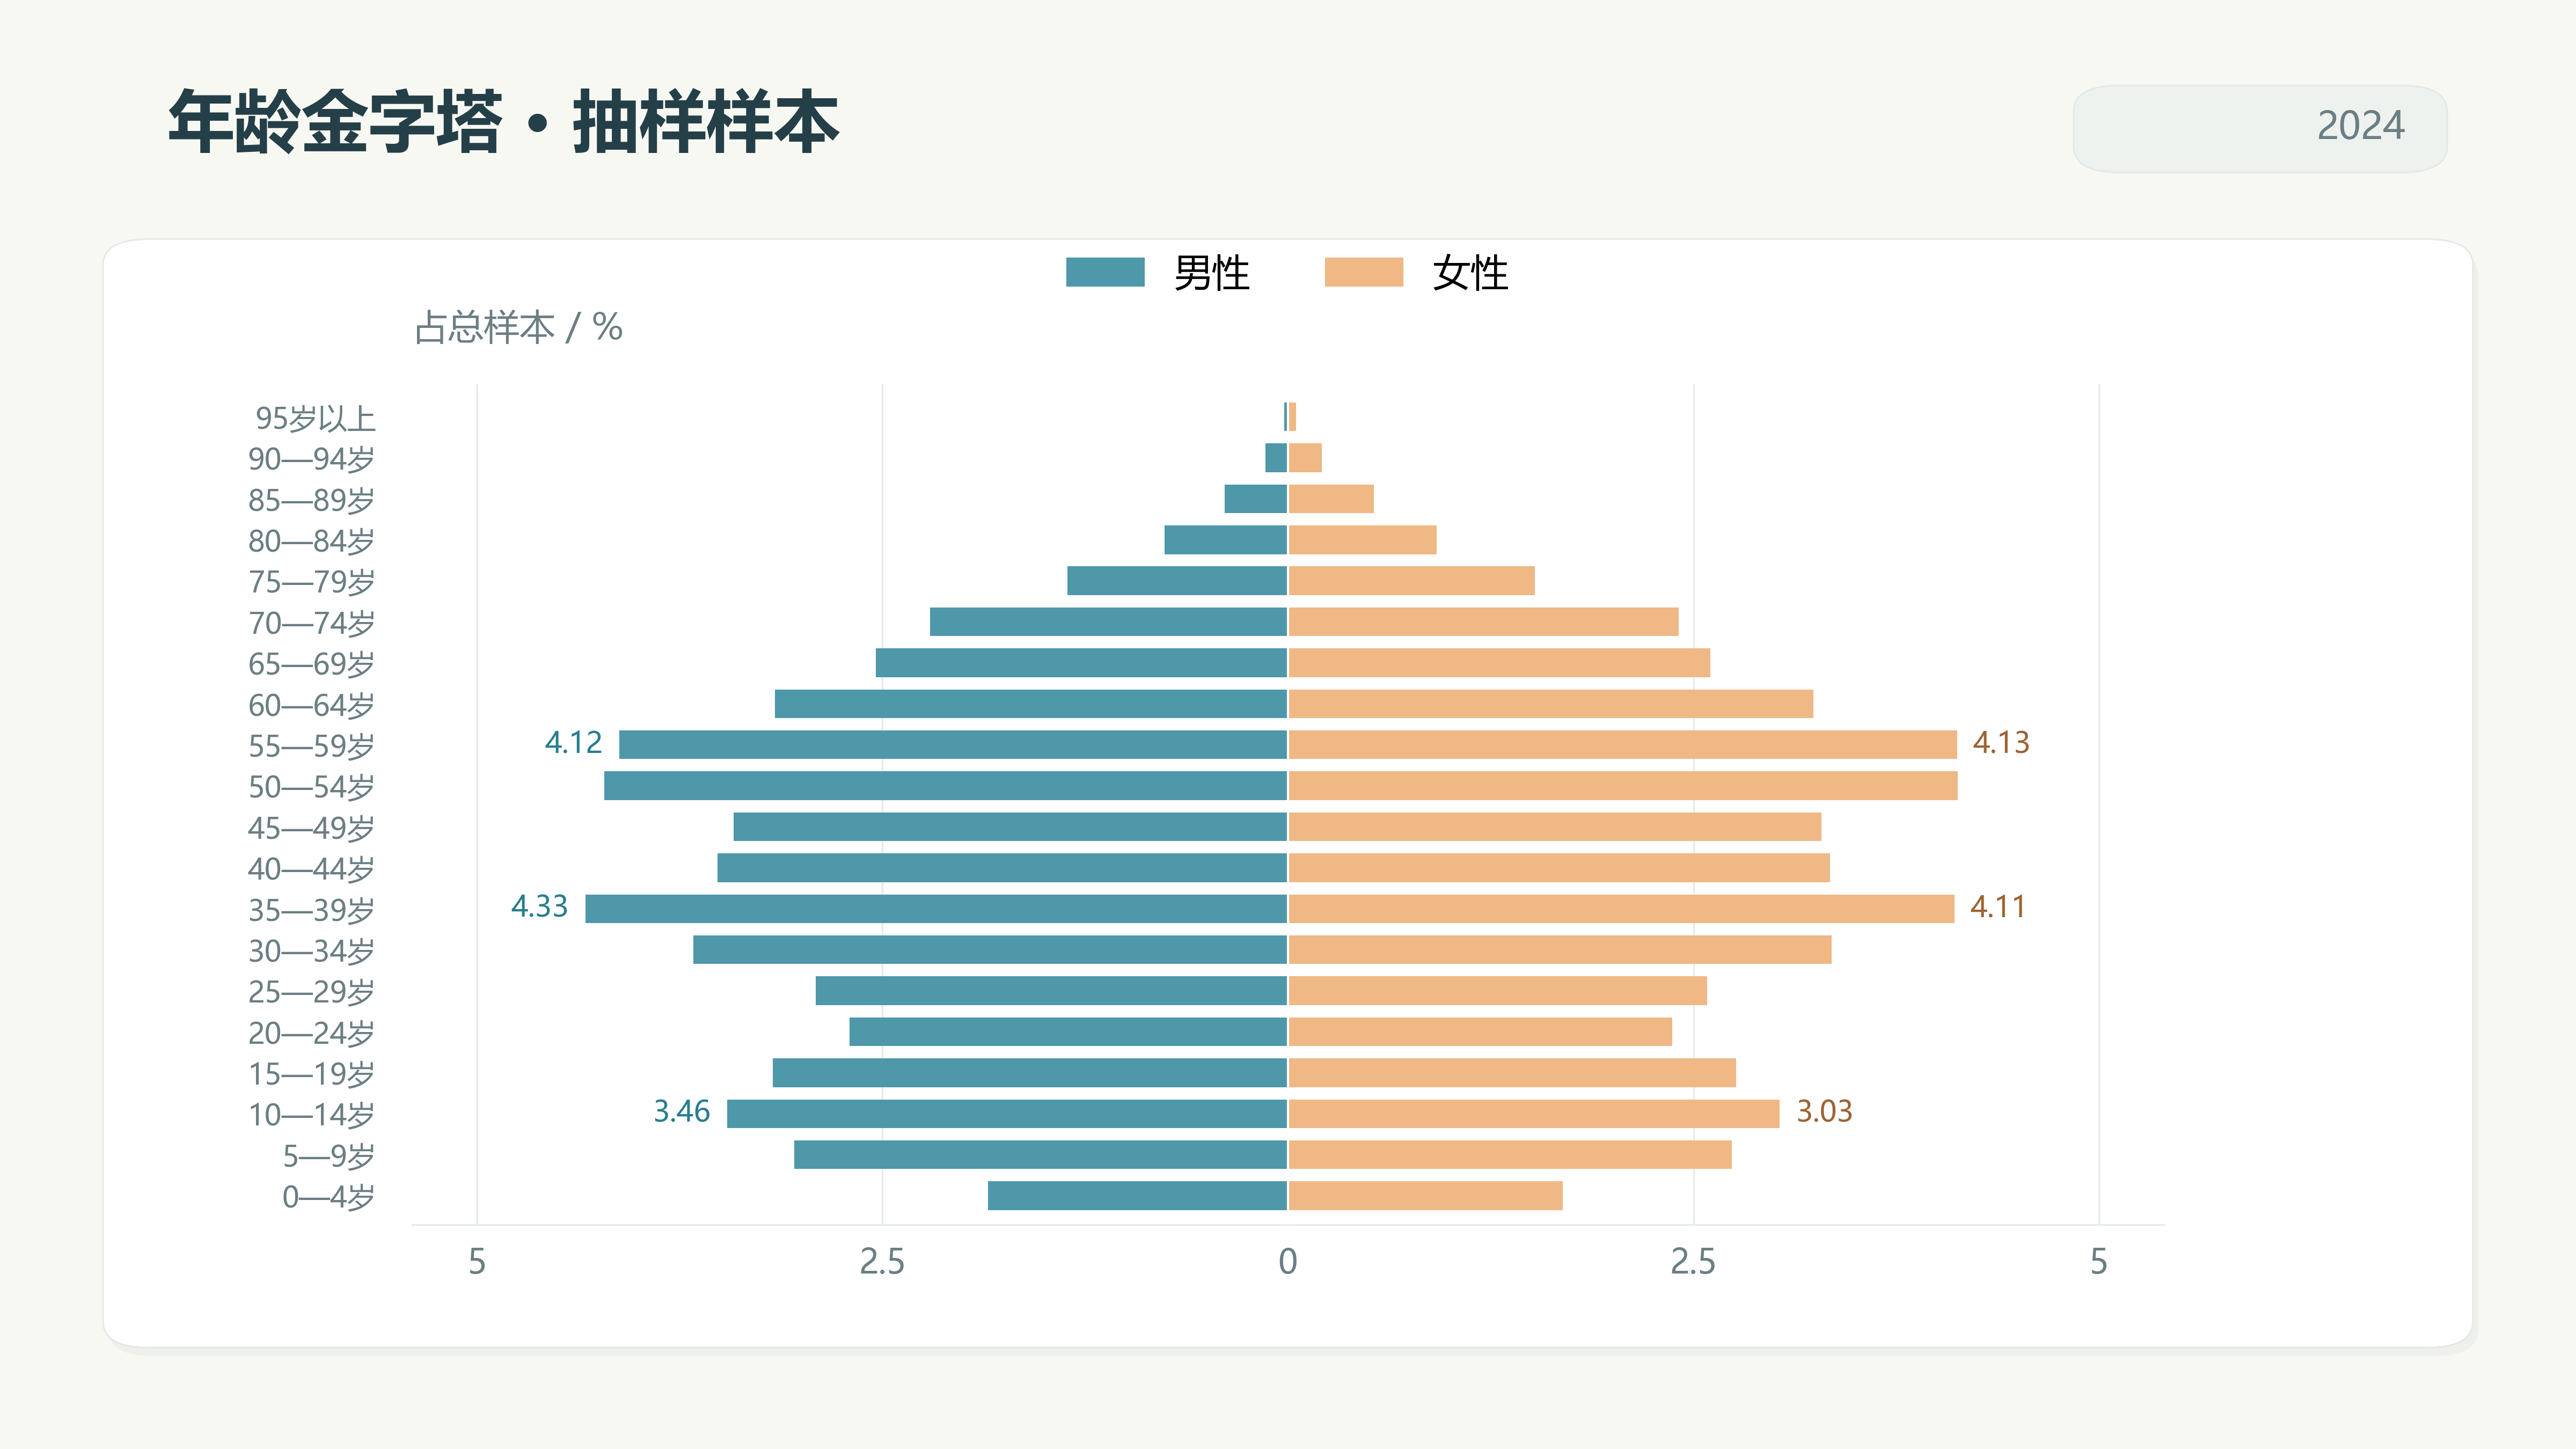 年龄金字塔·抽样样本
2024
男性 女性
占总样本 / %
95岁以上
90—94岁
85—89岁
80—84岁
75—79岁
70—74岁
65—69岁
60—64岁
55—59岁 4.12 4.13
50—54岁
45—49岁
40—44岁
35—39岁 4.33 4.11
30—34岁
25—29岁
20—24岁
15—19岁
10—14岁 3.46 3.03
5—9岁
0—4岁
5 2.5 0 2.5 5